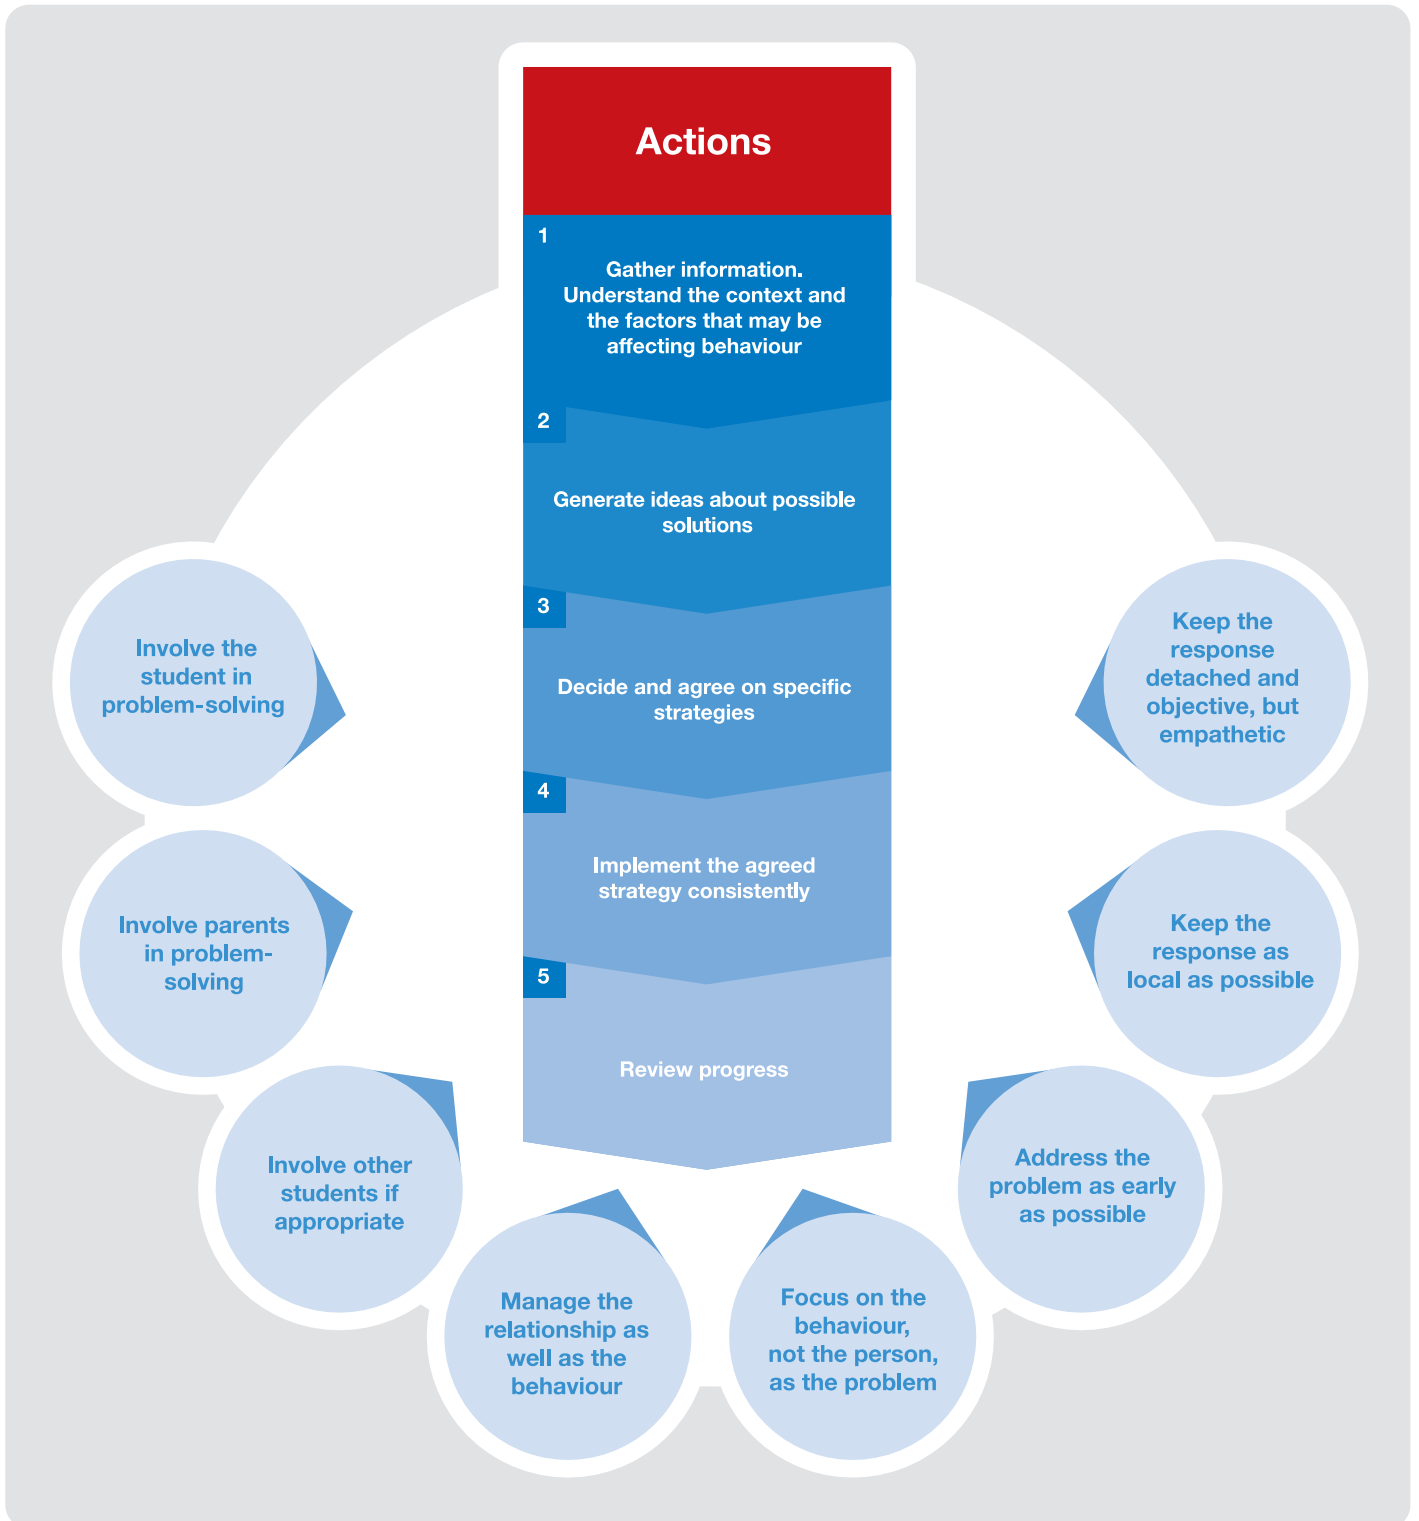 Actions
1
Gather information.
Understand the context and
the factors that may be
affecting behaviour
2
Generate ideas about possible
solutions
3
Decide and agree on specific
strategies
4
Implement the agreed
strategy consistently
5
Review progress
Involve the
student in
problem-solving
Involve parents
in problem-
solving
Involve other
students if
appropriate
Manage the
relationship as
well as the
behaviour
Focus on the
behaviour,
not the person,
as the problem
Address the
problem as early
as possible
Keep the
response as
local as possible
Keep the
response
detached and
objective, but
empathetic